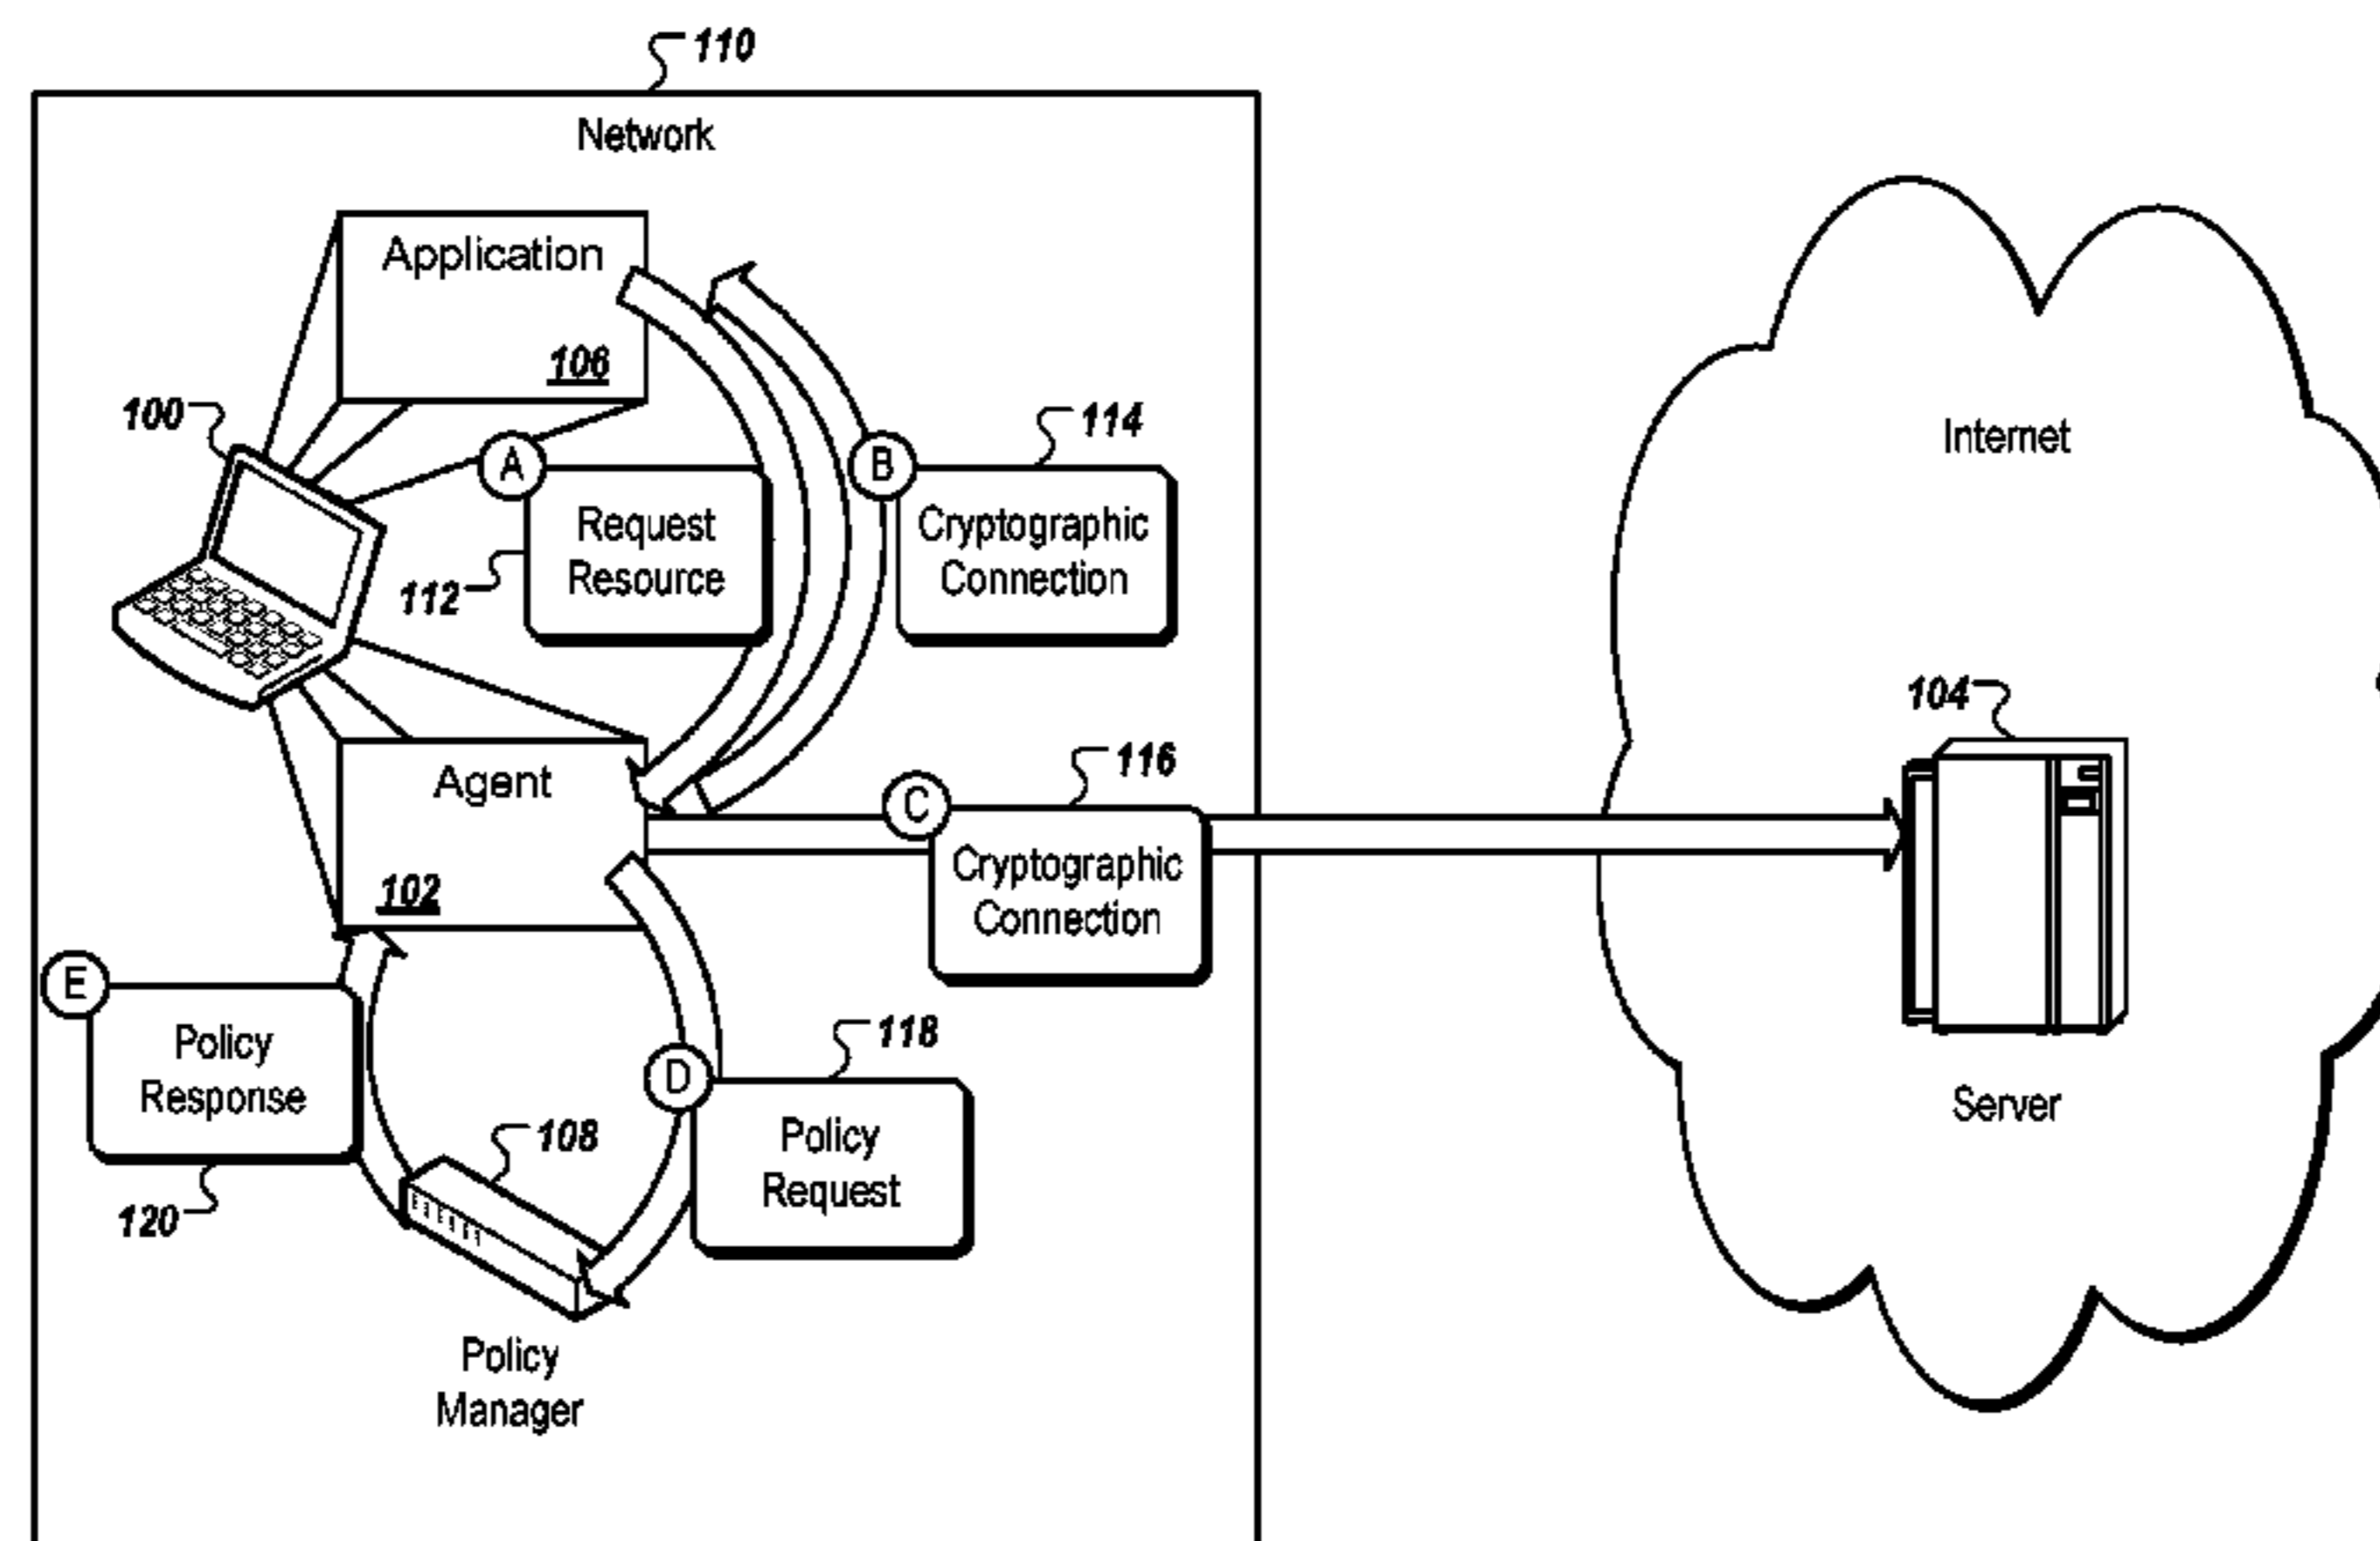 110
Network
Application
106
100
A
B
114
Request
Resource
112
Cryptographic
Connection
Internet
104
Agent
102
C
116
Cryptographic
Connection
E
Policy
Response
120
D
118
Policy
Request
108
Policy
Manager
Server